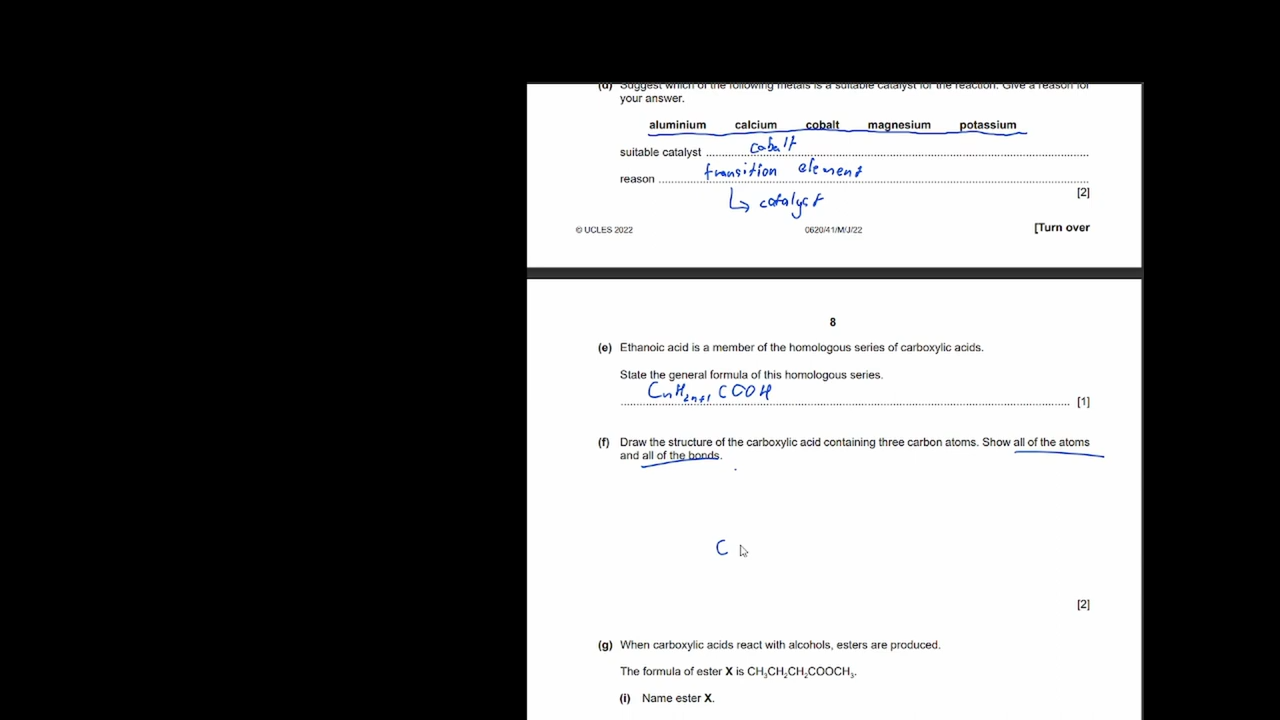 (d) Suggest which of the following metals is a suitable catalyst for the reaction. Give a reason for
your answer.
aluminium calcium cobalt magnesium potassium
suitable catalyst ........ cobalt ........
reason ........ transition element ........
[2]
↳ catalyst
© UCLES 2022 0620/41/M/J/22 [Turn over
8
(e) Ethanoic acid is a member of the homologous series of carboxylic acids.
State the general formula of this homologous series.
CₙH₂ₙ₊₁ COOH
........ [1]
(f) Draw the structure of the carboxylic acid containing three carbon atoms. Show all of the atoms
and all of the bonds.
C
[2]
(g) When carboxylic acids react with alcohols, esters are produced.
The formula of ester X is CH₃CH₂CH₂COOCH₃.
(i) Name ester X.